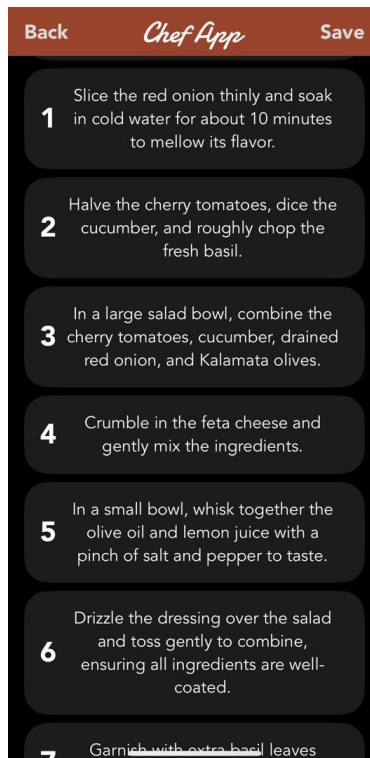 Back Chef App Save
1 Slice the red onion thinly and soak
in cold water for about 10 minutes
to mellow its flavor.
2 Halve the cherry tomatoes, dice the
cucumber, and roughly chop the
fresh basil.
3 In a large salad bowl, combine the
cherry tomatoes, cucumber, drained
red onion, and Kalamata olives.
4 Crumble in the feta cheese and
gently mix the ingredients.
5 In a small bowl, whisk together the
olive oil and lemon juice with a
pinch of salt and pepper to taste.
6 Drizzle the dressing over the salad
and toss gently to combine,
ensuring all ingredients are well-
coated.
7 Garnish with extra basil leaves